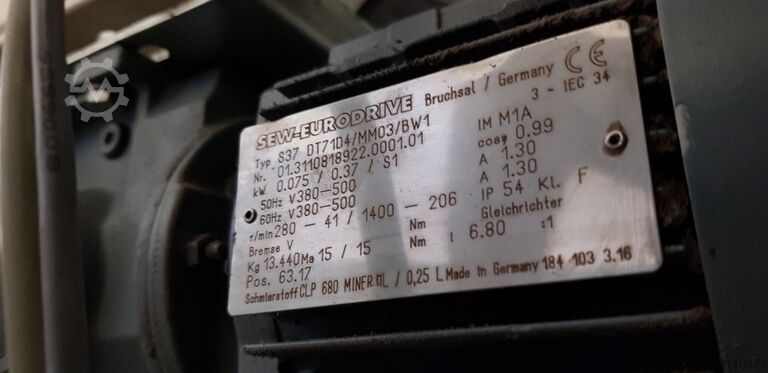 SEW-EURODRIVE Bruchsal / Germany CE
3 - IEC 34
Typ S37 DT71D4/MM03/BW1 IM M1A
Nr. 01.3110818922.0001.01 cosφ 0.99
kW 0.075 / 0.37 / S1 A 1.30
50Hz V380-500 A 1.30
60Hz V380-500 IP 54 Kl. F
r/min 280 - 41 / 1400 - 206
Bremse V Nm Gleichrichter
Kg 13.440 Ma 15 / 15 Nm i 6.80 :1
Pos. 63.17
Schmierstoff CLP 680 MINER.ÖL / 0,25 L Made in Germany 184 103 3.16